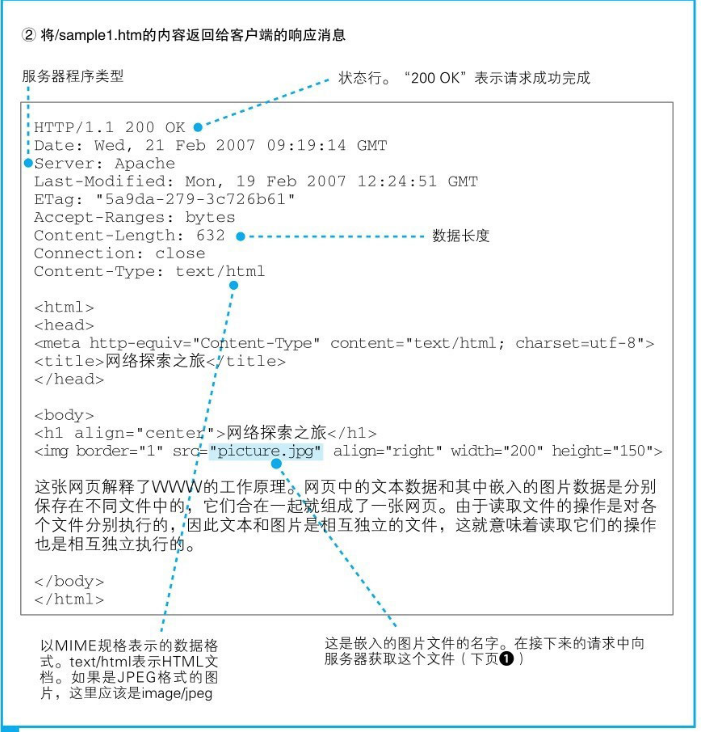 ② 将/sample1.htm的内容返回给客户端的响应消息
服务器程序类型
状态行。“200 OK”表示请求成功完成
HTTP/1.1 200 OK
Date: Wed, 21 Feb 2007 09:19:14 GMT
Server: Apache
Last-Modified: Mon, 19 Feb 2007 12:24:51 GMT
ETag: "5a9da-279-3c726b61"
Accept-Ranges: bytes
Content-Length: 632
数据长度
Connection: close
Content-Type: text/html
<html>
<head>
<meta http-equiv="Content-Type" content="text/html; charset=utf-8">
<title>网络探索之旅</title>
</head>
<body>
<h1 align="center">网络探索之旅</h1>
<img border="1" src="picture.jpg" align="right" width="200" height="150">
这张网页解释了WWW的工作原理。网页中的文本数据和其中嵌入的图片数据是分别
保存在不同文件中的，它们合在一起就组成了一张网页。由于读取文件的操作是对各
个文件分别执行的，因此文本和图片是相互独立的文件，这就意味着读取它们的操作
也是相互独立执行的。
</body>
</html>
以MIME规格表示的数据格
式。text/html表示HTML文
档。如果是JPEG格式的图
片，这里应该是image/jpeg
这是嵌入的图片文件的名字。在接下来的请求中向
服务器获取这个文件（下页❶）